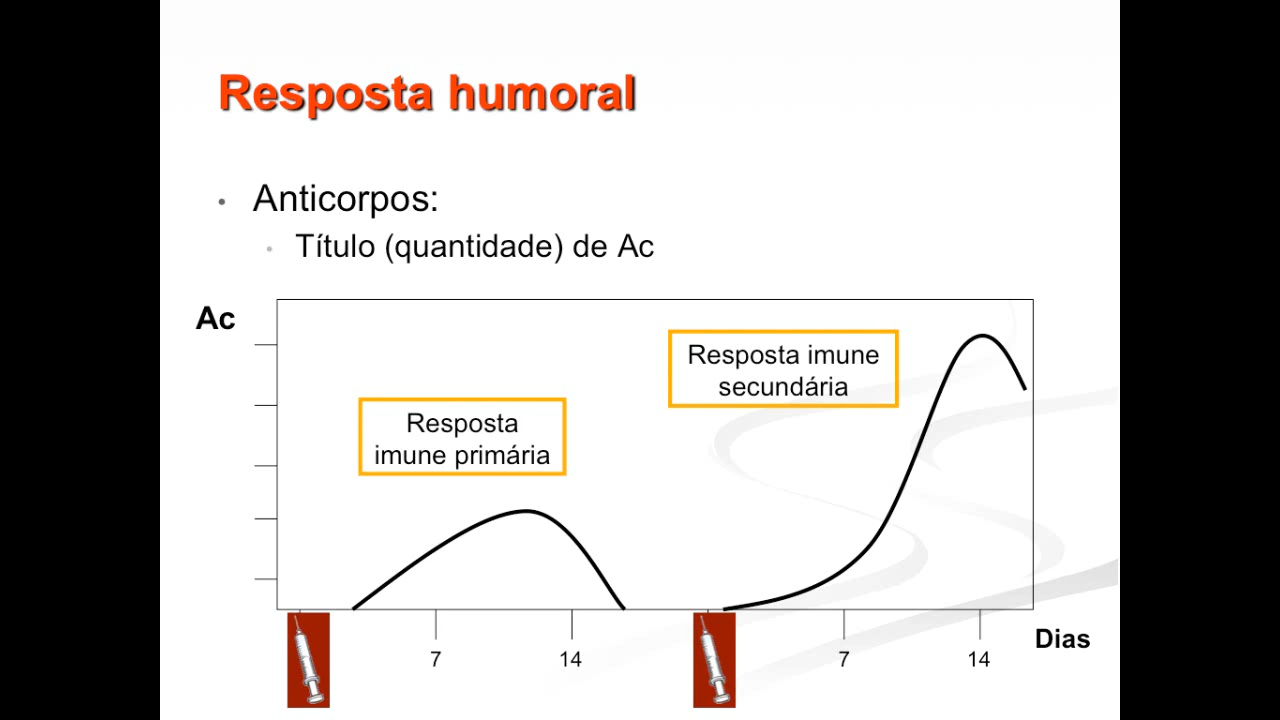 Resposta humoral
Anticorpos:
Título (quantidade) de Ac
Ac
Resposta imune
secundária
Resposta
imune primária
Dias
7
14
7
14